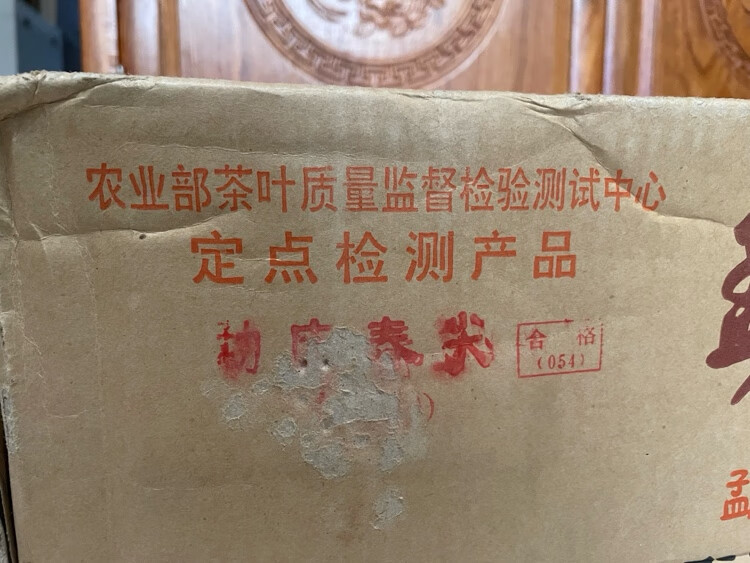 农业部茶叶质量监督检验测试中心
定点检测产品
春尖
合格
(054)
孟